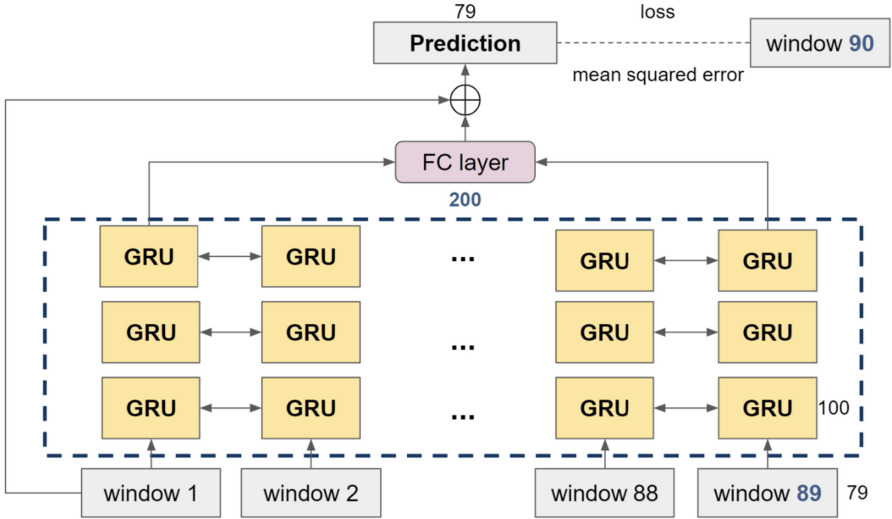 79
loss
Prediction
window 90
mean squared error
FC layer
200
GRU GRU ... GRU GRU
GRU GRU ... GRU GRU
GRU GRU ... GRU GRU 100
window 1 window 2 window 88 window 89 79